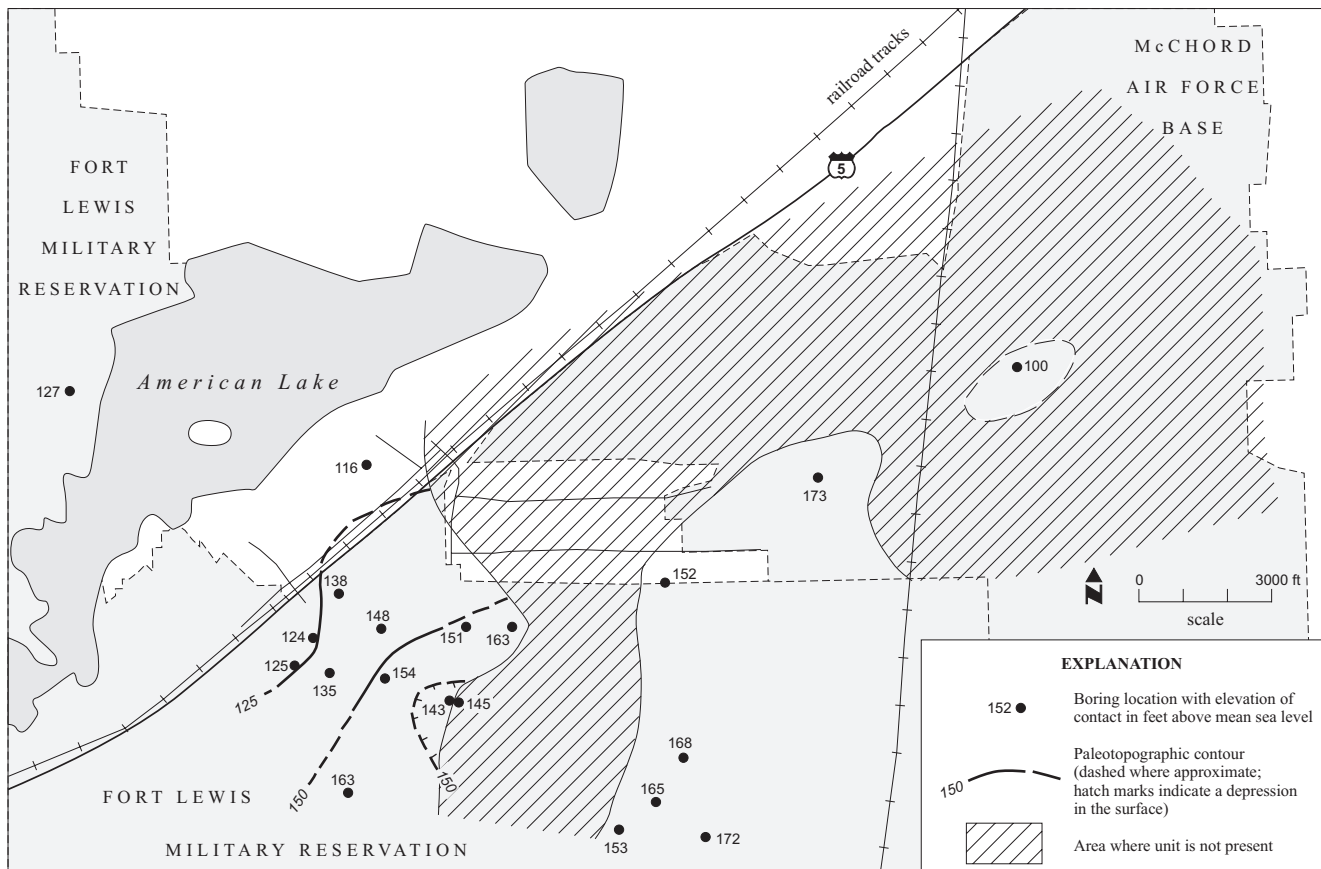 railroad tracks
5
McCHORD
AIR FORCE
BASE
FORT
LEWIS
MILITARY
RESERVATION
American Lake
127
100
116
173
138
152
148
124
151
163
125
135
154
143
145
125
150
150
163
168
165
153
172
FORT LEWIS
MILITARY RESERVATION
N
0
3000 ft
scale
EXPLANATION
152
Boring location with elevation of
contact in feet above mean sea level
150
Paleotopographic contour
(dashed where approximate;
hatch marks indicate a depression
in the surface)
Area where unit is not present